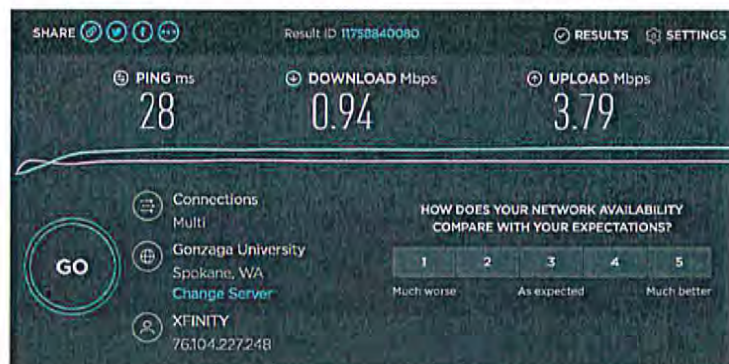 SHARE
Result ID 11758840080
RESULTS SETTINGS
PING ms
28
DOWNLOAD Mbps
0.94
UPLOAD Mbps
3.79
GO
Connections
Multi
Gonzaga University
Spokane, WA
Change Server
XFINITY
76.104.227.248
HOW DOES YOUR NETWORK AVAILABILITY
COMPARE WITH YOUR EXPECTATIONS?
1 2 3 4 5
Much worse As expected Much better